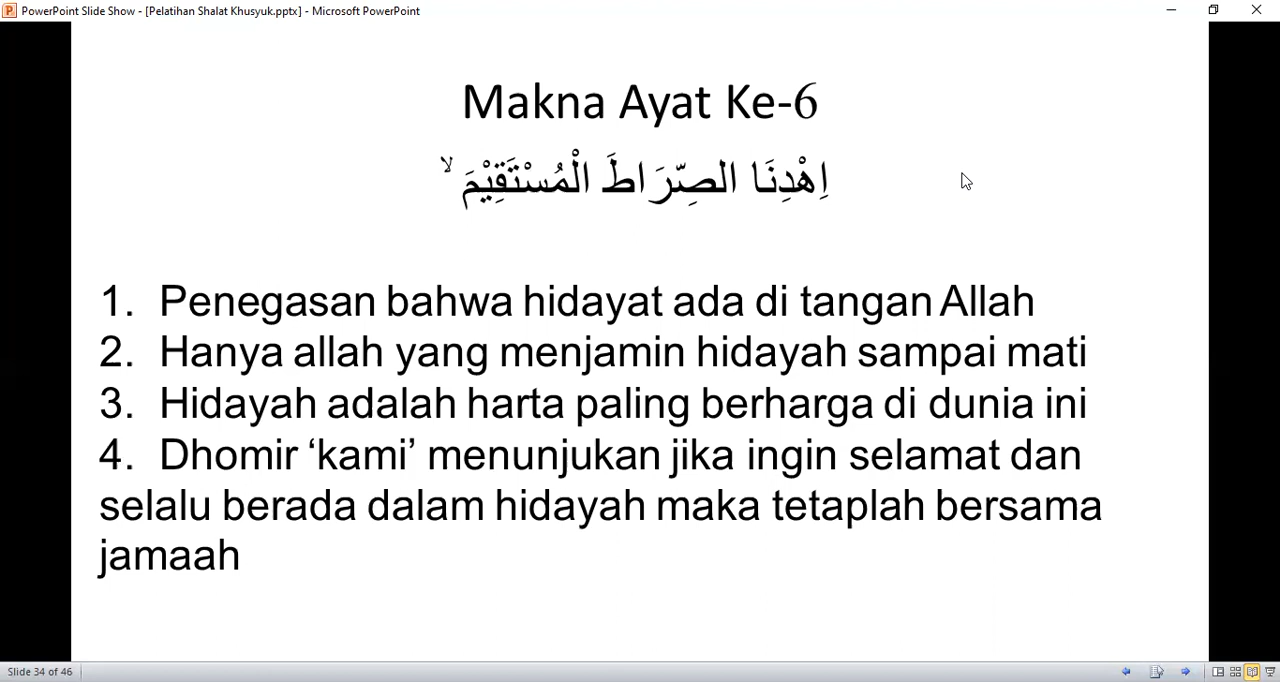 PowerPoint Slide Show - [Pelatihan Shalat Khusyuk.pptx] - Microsoft PowerPoint
Makna Ayat Ke-6
اِهْدِنَا الصِّرَاطَ الْمُسْتَقِيْمَ ۙ
1. Penegasan bahwa hidayat ada di tangan Allah
2. Hanya allah yang menjamin hidayah sampai mati
3. Hidayah adalah harta paling berharga di dunia ini
4. Dhomir ‘kami’ menunjukan jika ingin selamat dan
selalu berada dalam hidayah maka tetaplah bersama
jamaah
Slide 34 of 46